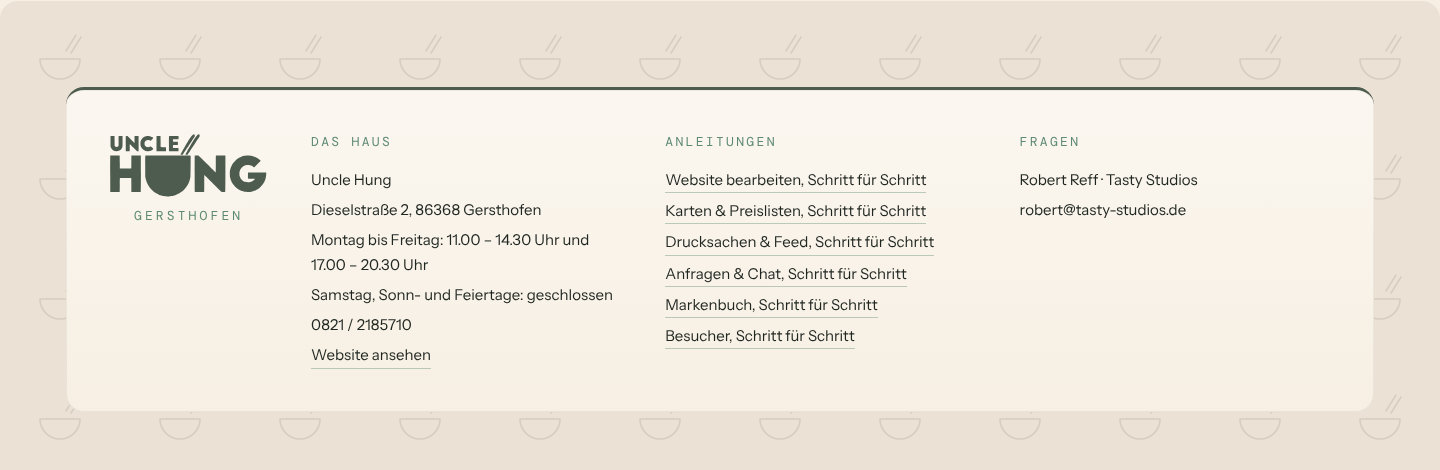 UNCLE
HUNG
GERSTHOFEN
DAS HAUS
Uncle Hung
Dieselstraße 2, 86368 Gersthofen
Montag bis Freitag: 11.00 – 14.30 Uhr und
17.00 – 20.30 Uhr
Samstag, Sonn- und Feiertage: geschlossen
0821 / 2185710
Website ansehen
ANLEITUNGEN
Website bearbeiten, Schritt für Schritt
Karten & Preislisten, Schritt für Schritt
Drucksachen & Feed, Schritt für Schritt
Anfragen & Chat, Schritt für Schritt
Markenbuch, Schritt für Schritt
Besucher, Schritt für Schritt
FRAGEN
Robert Reff · Tasty Studios
robert@tasty-studios.de